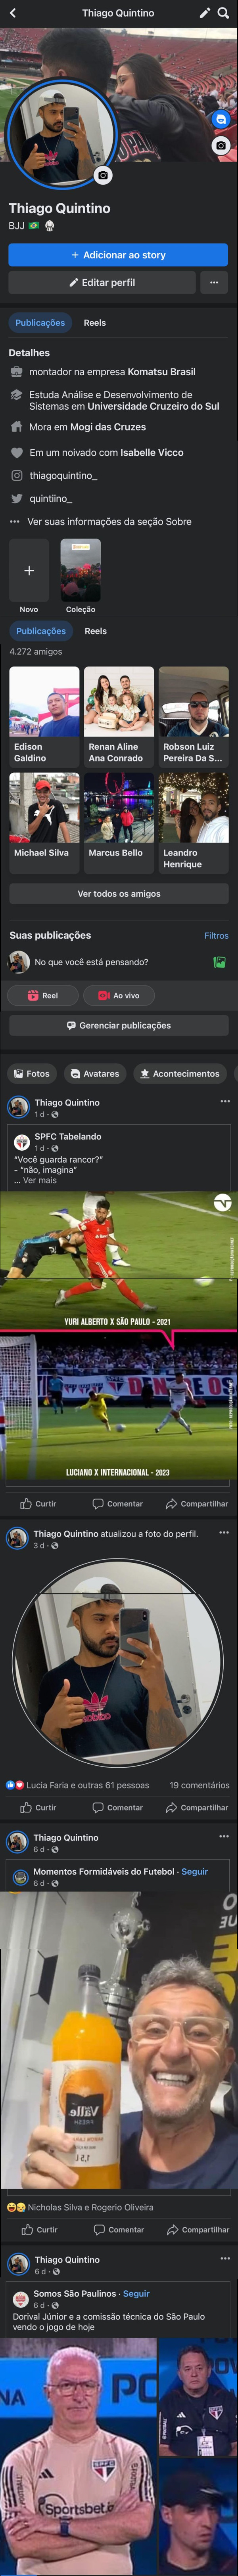 Thiago Quintino
Thiago Quintino
BJJ 🇧🇷
+ Adicionar ao story
Editar perfil
Publicações Reels
Detalhes
montador na empresa Komatsu Brasil
Estuda Análise e Desenvolvimento de
Sistemas em Universidade Cruzeiro do Sul
Mora em Mogi das Cruzes
Em um noivado com Isabelle Vicco
thiagoquintino_
quintiino_
Ver suas informações da seção Sobre
Novo Coleção
Publicações Reels
4.272 amigos
Edison
Galdino
Renan Aline
Ana Conrado
Robson Luiz
Pereira Da S...
Michael Silva
Marcus Bello
Leandro
Henrique
Ver todos os amigos
Suas publicações Filtros
No que você está pensando?
Reel Ao vivo
Gerenciar publicações
Fotos Avatares Acontecimentos
Thiago Quintino
1 d
SPFC Tabelando
1 d
"Você guarda rancor?"
- "não, imagina"
... Ver mais
YURI ALBERTO X SÃO PAULO - 2021
LUCIANO X INTERNACIONAL - 2023
Curtir Comentar Compartilhar
Thiago Quintino atualizou a foto do perfil.
3 d
adidas
Lucia Faria e outras 61 pessoas 19 comentários
Curtir Comentar Compartilhar
Thiago Quintino
6 d
Momentos Formidáveis do Futebol · Seguir
6 d
Nicholas Silva e Rogerio Oliveira
Curtir Comentar Compartilhar
Thiago Quintino
6 d
Somos São Paulinos · Seguir
6 d
Dorival Júnior e a comissão técnica do São Paulo
vendo o jogo de hoje
SPFC
Sportsbet.io